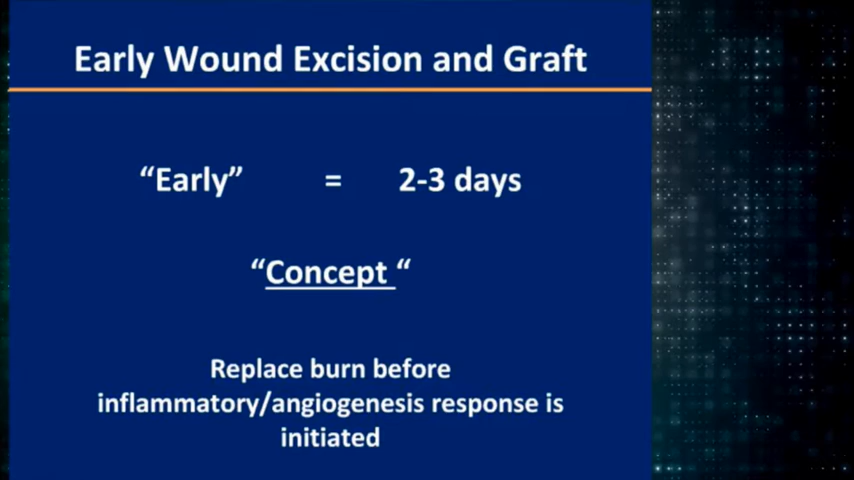 Early Wound Excision and Graft
“Early” = 2-3 days
“Concept “
Replace burn before
inflammatory/angiogenesis response is
initiated